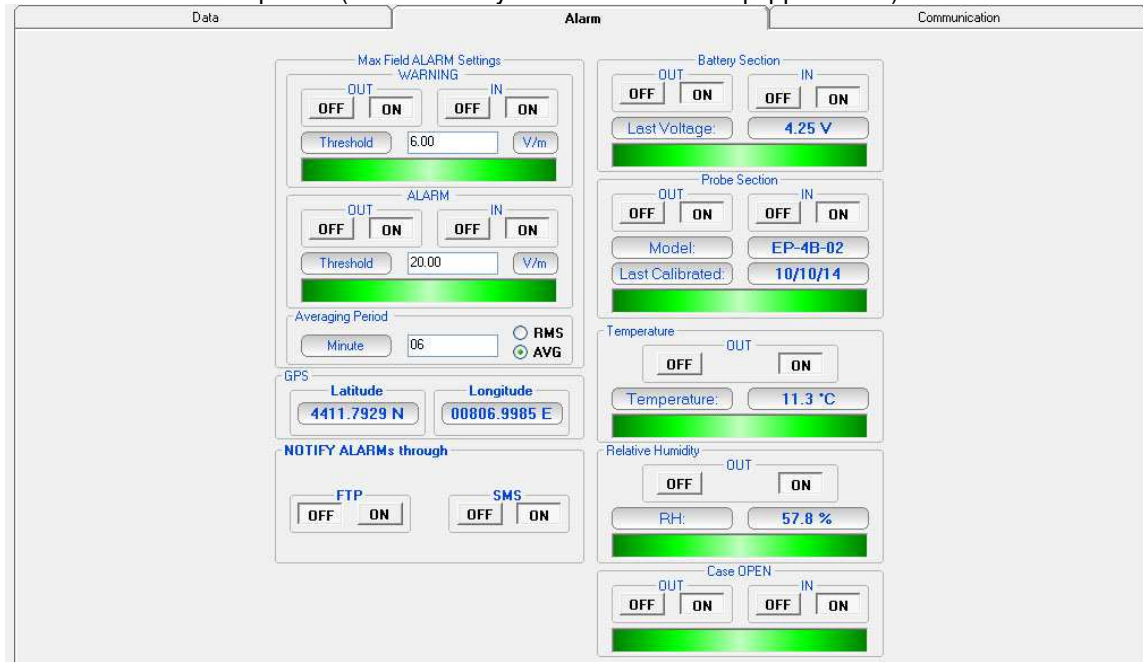 Data Alarm Communication
Max Field ALARM Settings
WARNING
OUT IN
OFF ON OFF ON
Threshold 6.00 V/m
ALARM
OUT IN
OFF ON OFF ON
Threshold 20.00 V/m
Averaging Period
Minute 06 RMS
AVG
GPS
Latitude Longitude
4411.7929 N 00806.9985 E
NOTIFY ALARMs through
FTP SMS
OFF ON OFF ON
Battery Section
OUT IN
OFF ON OFF ON
Last Voltage: 4.25 V
Probe Section
OUT IN
OFF ON OFF ON
Model: EP-4B-02
Last Calibrated: 10/10/14
Temperature
OUT
OFF ON
Temperature: 11.3 °C
Relative Humidity
OUT
OFF ON
RH: 57.8 %
Case OPEN
OUT IN
OFF ON OFF ON